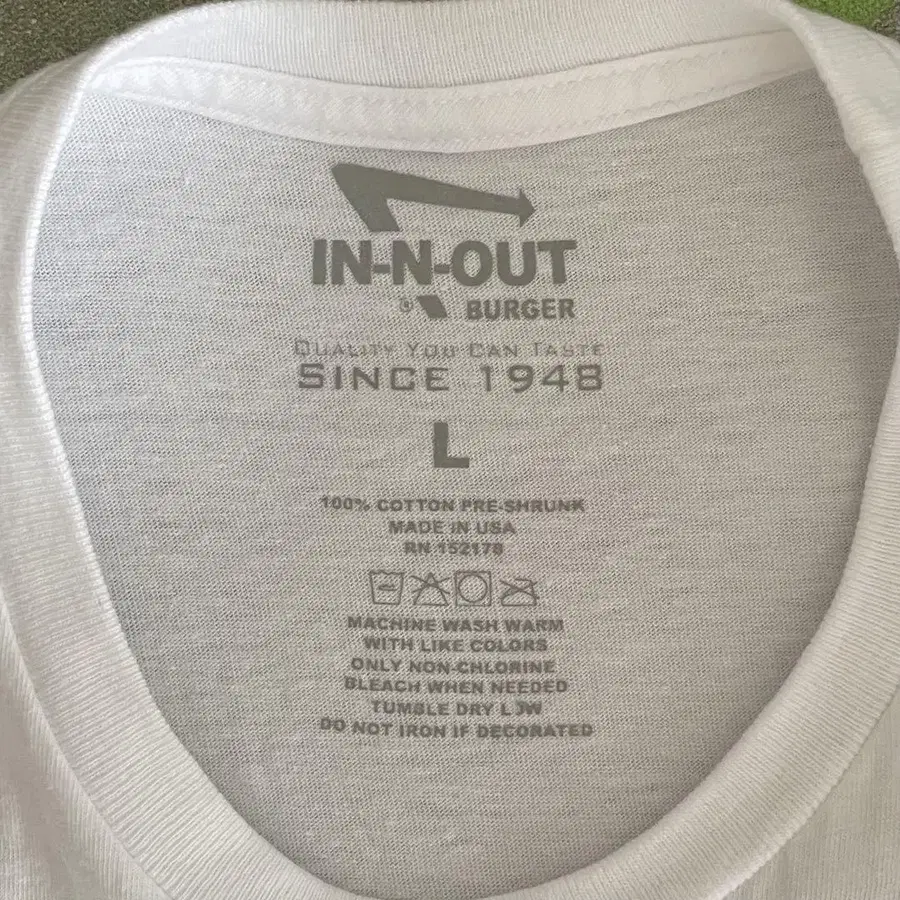 IN-N-OUT
® BURGER
QUALITY YOU CAN TASTE
SINCE 1948
L
100% COTTON PRE-SHRUNK
MADE IN USA
RN 152178
MACHINE WASH WARM
WITH LIKE COLORS
ONLY NON-CHLORINE
BLEACH WHEN NEEDED
TUMBLE DRY LOW
DO NOT IRON IF DECORATED